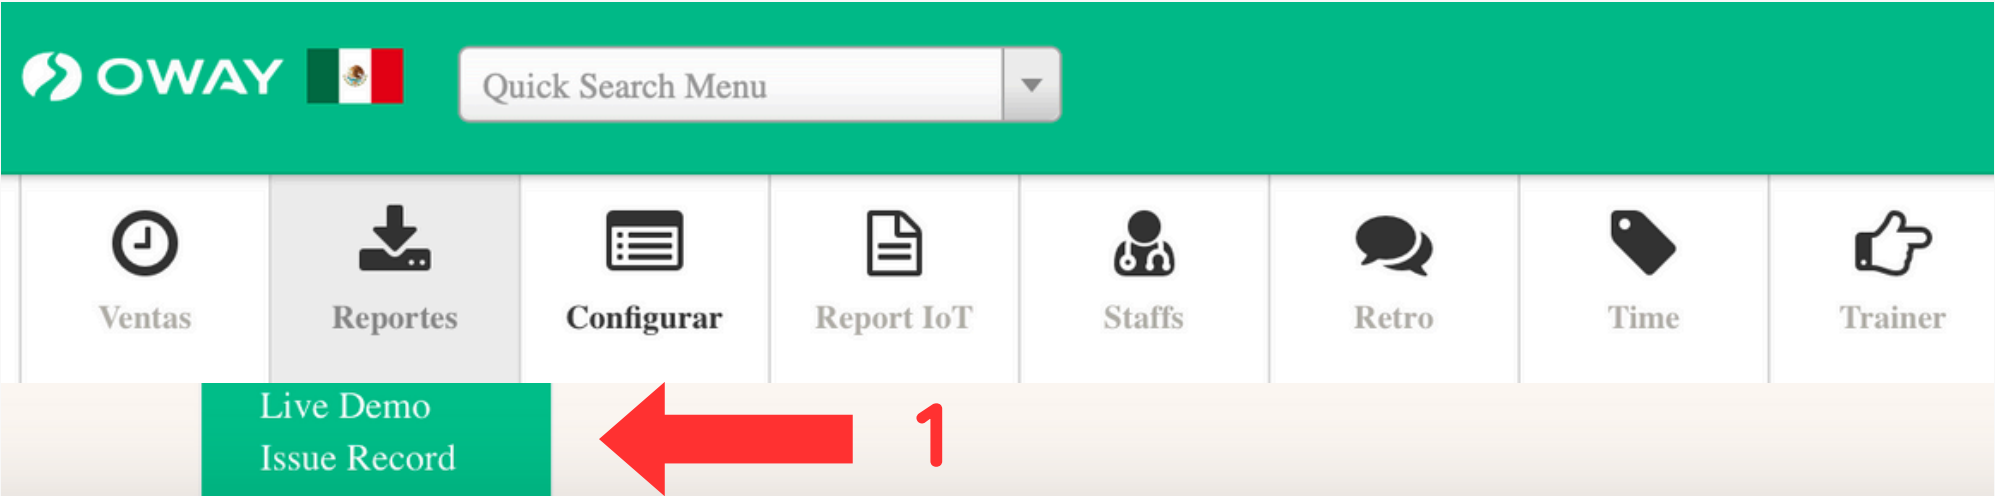 OWAY
Quick Search Menu
Ventas
Reportes
Configurar
Report IoT
Staffs
Retro
Time
Trainer
Live Demo
Issue Record
1